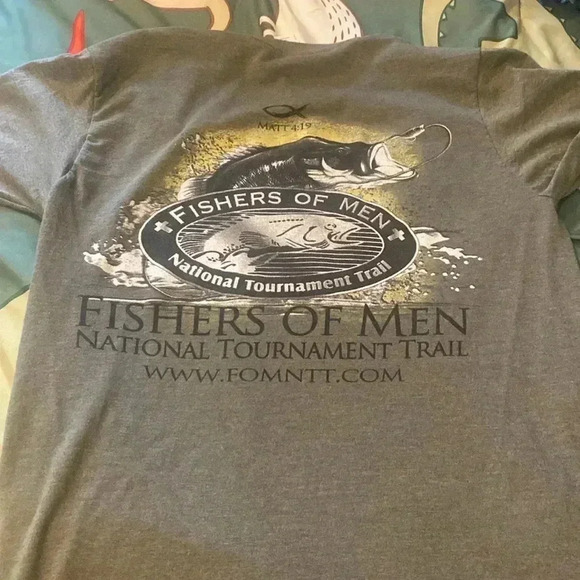 MATT 4:19
FISHERS OF MEN
National Tournament Trail
FISHERS OF MEN
NATIONAL TOURNAMENT TRAIL
WWW.FOMNTT.COM